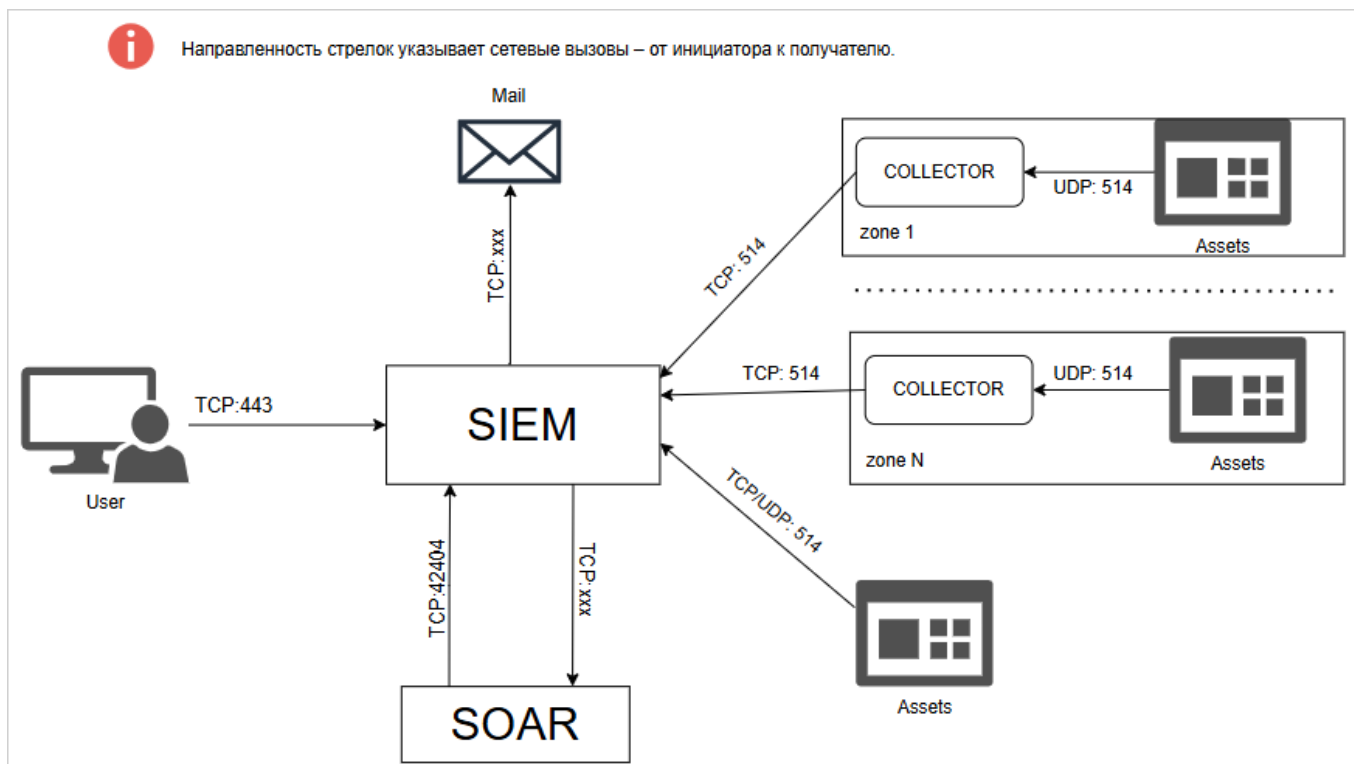 Направленность стрелок указывает сетевые вызовы – от инициатора к получателю.
Mail
TCP:xxx
COLLECTOR
UDP: 514
zone 1
Assets
TCP: 514
TCP:443
User
SIEM
TCP: 514
COLLECTOR
UDP: 514
zone N
Assets
TCP/UDP: 514
TCP:42404
TCP:xxx
Assets
SOAR